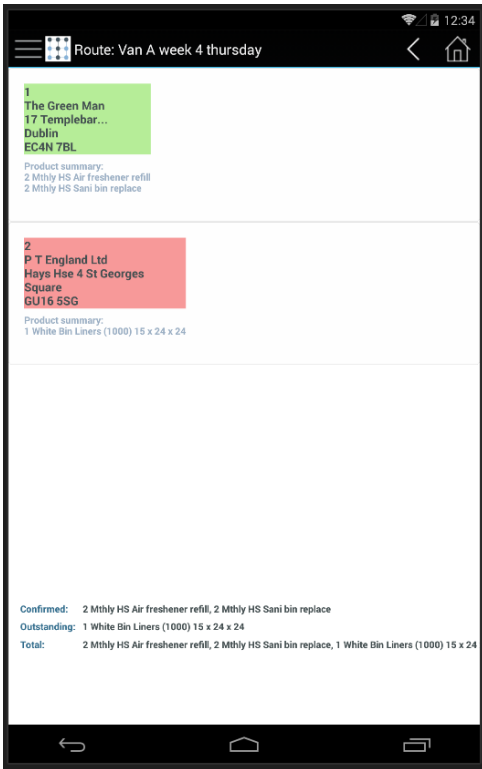 12:34
Route: Van A week 4 thursday
1
The Green Man
17 Templebar...
Dublin
EC4N 7BL
Product summary:
2 Mthly HS Air freshener refill
2 Mthly HS Sani bin replace
2
P T England Ltd
Hays Hse 4 St Georges
Square
GU16 5SG
Product summary:
1 White Bin Liners (1000) 15 x 24 x 24
Confirmed: 2 Mthly HS Air freshener refill, 2 Mthly HS Sani bin replace
Outstanding: 1 White Bin Liners (1000) 15 x 24 x 24
Total: 2 Mthly HS Air freshener refill, 2 Mthly HS Sani bin replace, 1 White Bin Liners (1000) 15 x 24